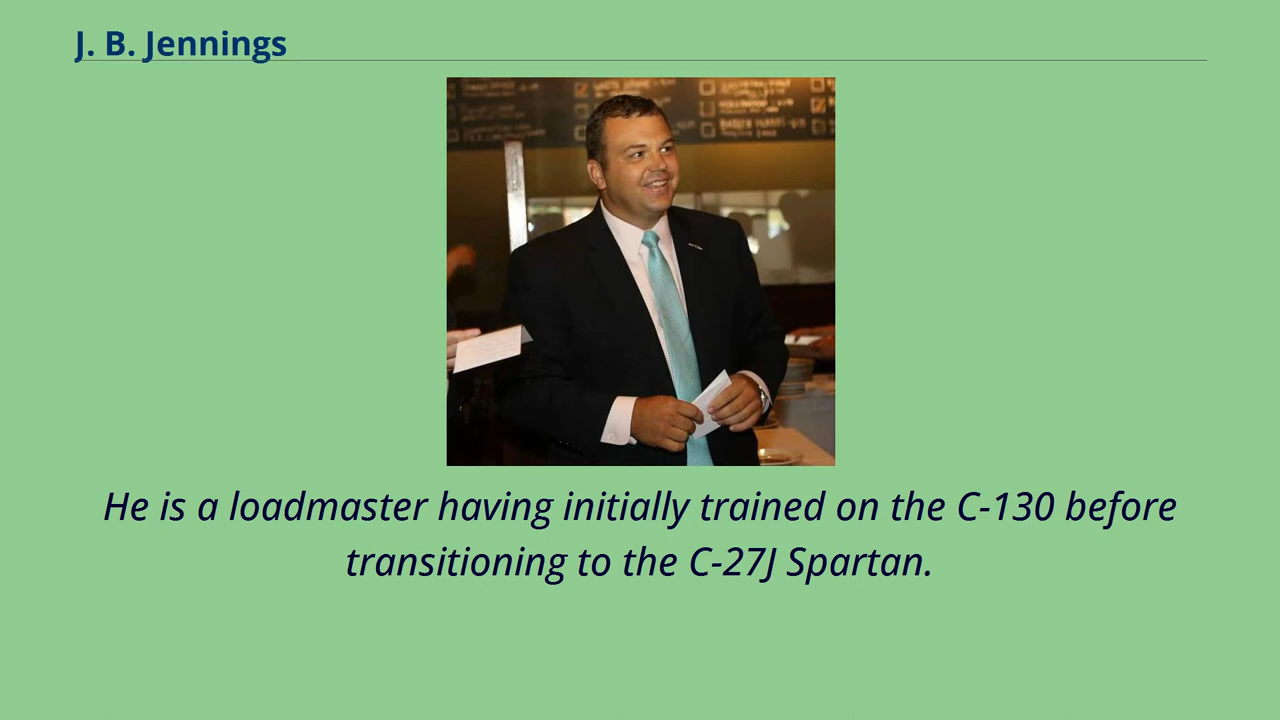 J. B. Jennings
He is a loadmaster having initially trained on the C-130 before
transitioning to the C-27J Spartan.